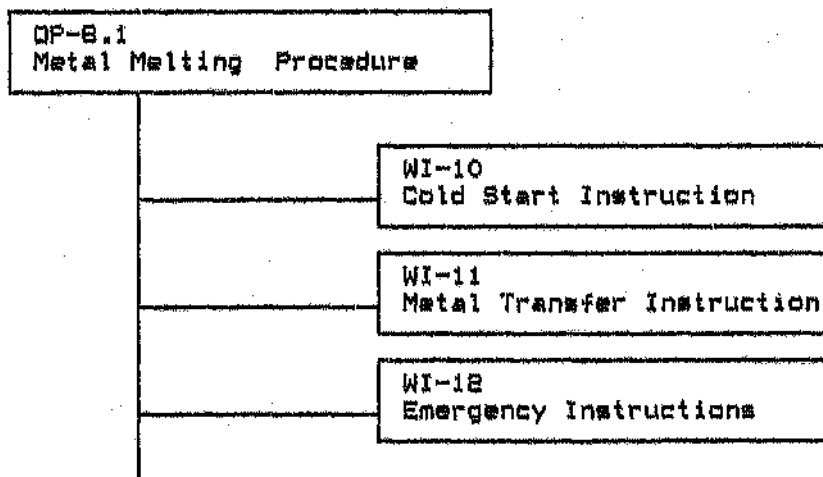 QP-8.1
Metal Melting Procedure
WI-10
Cold Start Instruction
WI-11
Metal Transfer Instruction
WI-12
Emergency Instructions